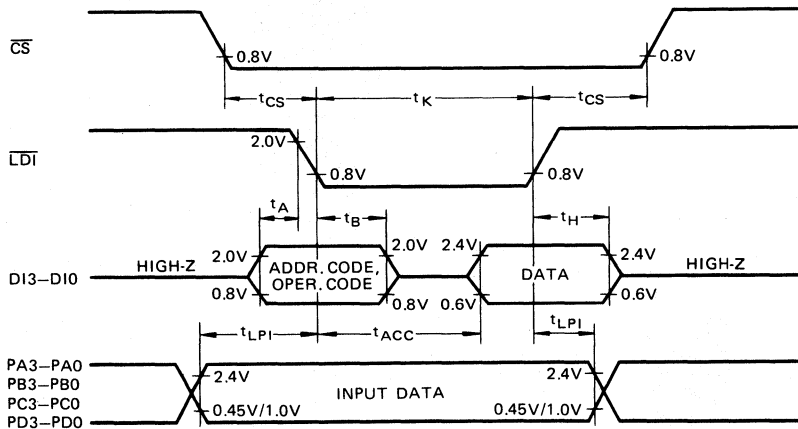 CS
0.8V
0.8V
tCS
tK
tCS
LDI
2.0V
0.8V
0.8V
tA
tB
tH
DI3–DI0
HIGH-Z
2.0V
0.8V
ADDR. CODE,
OPER. CODE
2.0V
0.8V
2.4V
0.6V
DATA
2.4V
0.6V
HIGH-Z
tLPI
tACC
tLPI
PA3–PA0
PB3–PB0
PC3–PC0
PD3–PD0
2.4V
0.45V/1.0V
INPUT DATA
2.4V
0.45V/1.0V